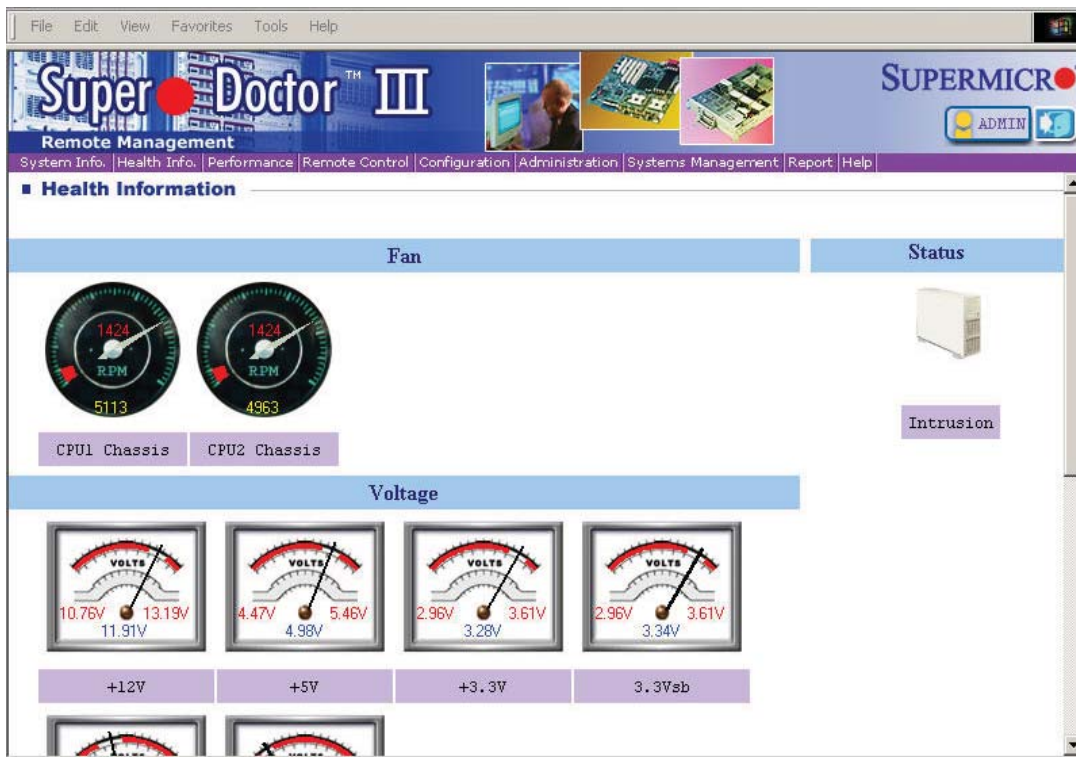 File Edit View Favorites Tools Help
Super Doctor™ III
SUPERMICR
Remote Management
ADMIN
System Info. Health Info. Performance Remote Control Configuration Administration Systems Management Report Help
Health Information
Fan
Status
1424
RPM
5113
1424
RPM
4963
CPU1 Chassis
CPU2 Chassis
Intrusion
Voltage
VOLTS
10.76V 13.19V
11.91V
VOLTS
4.47V 5.46V
4.98V
VOLTS
2.96V 3.61V
3.28V
VOLTS
2.96V 3.61V
3.34V
+12V
+5V
+3.3V
3.3Vsb